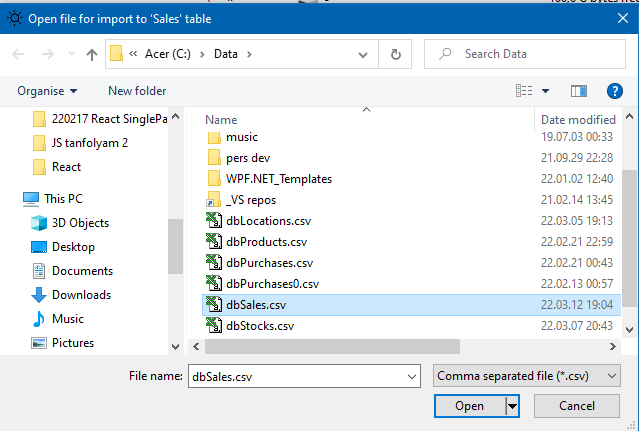 Open file for import to 'Sales' table
Acer (C:) Data
Search Data
Organise New folder
220217 React SinglePa
JS tanfolyam 2
React
This PC
3D Objects
Desktop
Documents
Downloads
Music
Pictures
Name Date modified
music 19.07.03 00:33
pers dev 21.09.29 22:28
WPF.NET_Templates 22.01.02 12:40
_VS repos 21.02.14 13:45
dbLocations.csv 22.03.05 19:13
dbProducts.csv 22.02.21 22:59
dbPurchases.csv 22.02.21 00:43
dbPurchases0.csv 22.02.13 00:57
dbSales.csv 22.03.12 19:04
dbStocks.csv 22.03.07 20:43
File name: dbSales.csv Comma separated file (*.csv)
Open Cancel